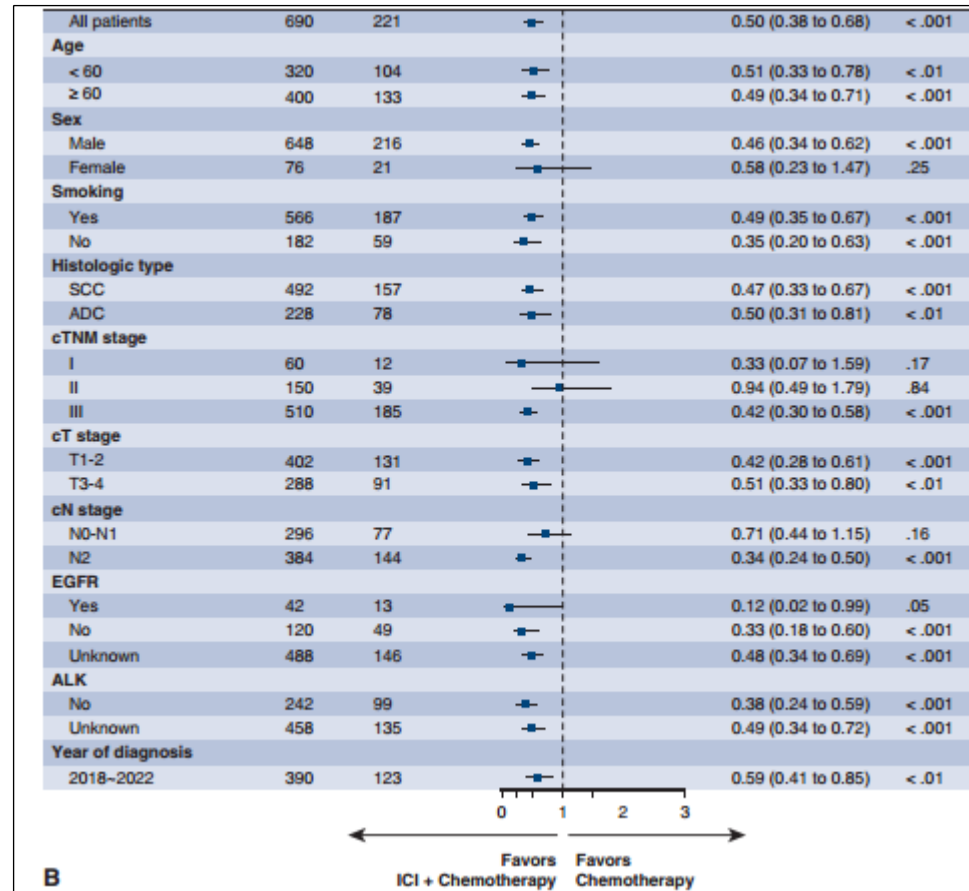 All patients 690 221 0.50 (0.38 to 0.68) < .001
Age
< 60 320 104 0.51 (0.33 to 0.78) < .01
≥ 60 400 133 0.49 (0.34 to 0.71) < .001
Sex
Male 648 216 0.46 (0.34 to 0.62) < .001
Female 76 21 0.58 (0.23 to 1.47) .25
Smoking
Yes 566 187 0.49 (0.35 to 0.67) < .001
No 182 59 0.35 (0.20 to 0.63) < .001
Histologic type
SCC 492 157 0.47 (0.33 to 0.67) < .001
ADC 228 78 0.50 (0.31 to 0.81) < .01
cTNM stage
I 60 12 0.33 (0.07 to 1.59) .17
II 150 39 0.94 (0.49 to 1.79) .84
III 510 185 0.42 (0.30 to 0.58) < .001
cT stage
T1-2 402 131 0.42 (0.28 to 0.61) < .001
T3-4 288 91 0.51 (0.33 to 0.80) < .01
cN stage
N0-N1 296 77 0.71 (0.44 to 1.15) .16
N2 384 144 0.34 (0.24 to 0.50) < .001
EGFR
Yes 42 13 0.12 (0.02 to 0.99) .05
No 120 49 0.33 (0.18 to 0.60) < .001
Unknown 488 146 0.48 (0.34 to 0.69) < .001
ALK
No 242 99 0.38 (0.24 to 0.59) < .001
Unknown 458 135 0.49 (0.34 to 0.72) < .001
Year of diagnosis
2018~2022 390 123 0.59 (0.41 to 0.85) < .01
0 1 2 3
Favors Favors
B ICI + Chemotherapy Chemotherapy